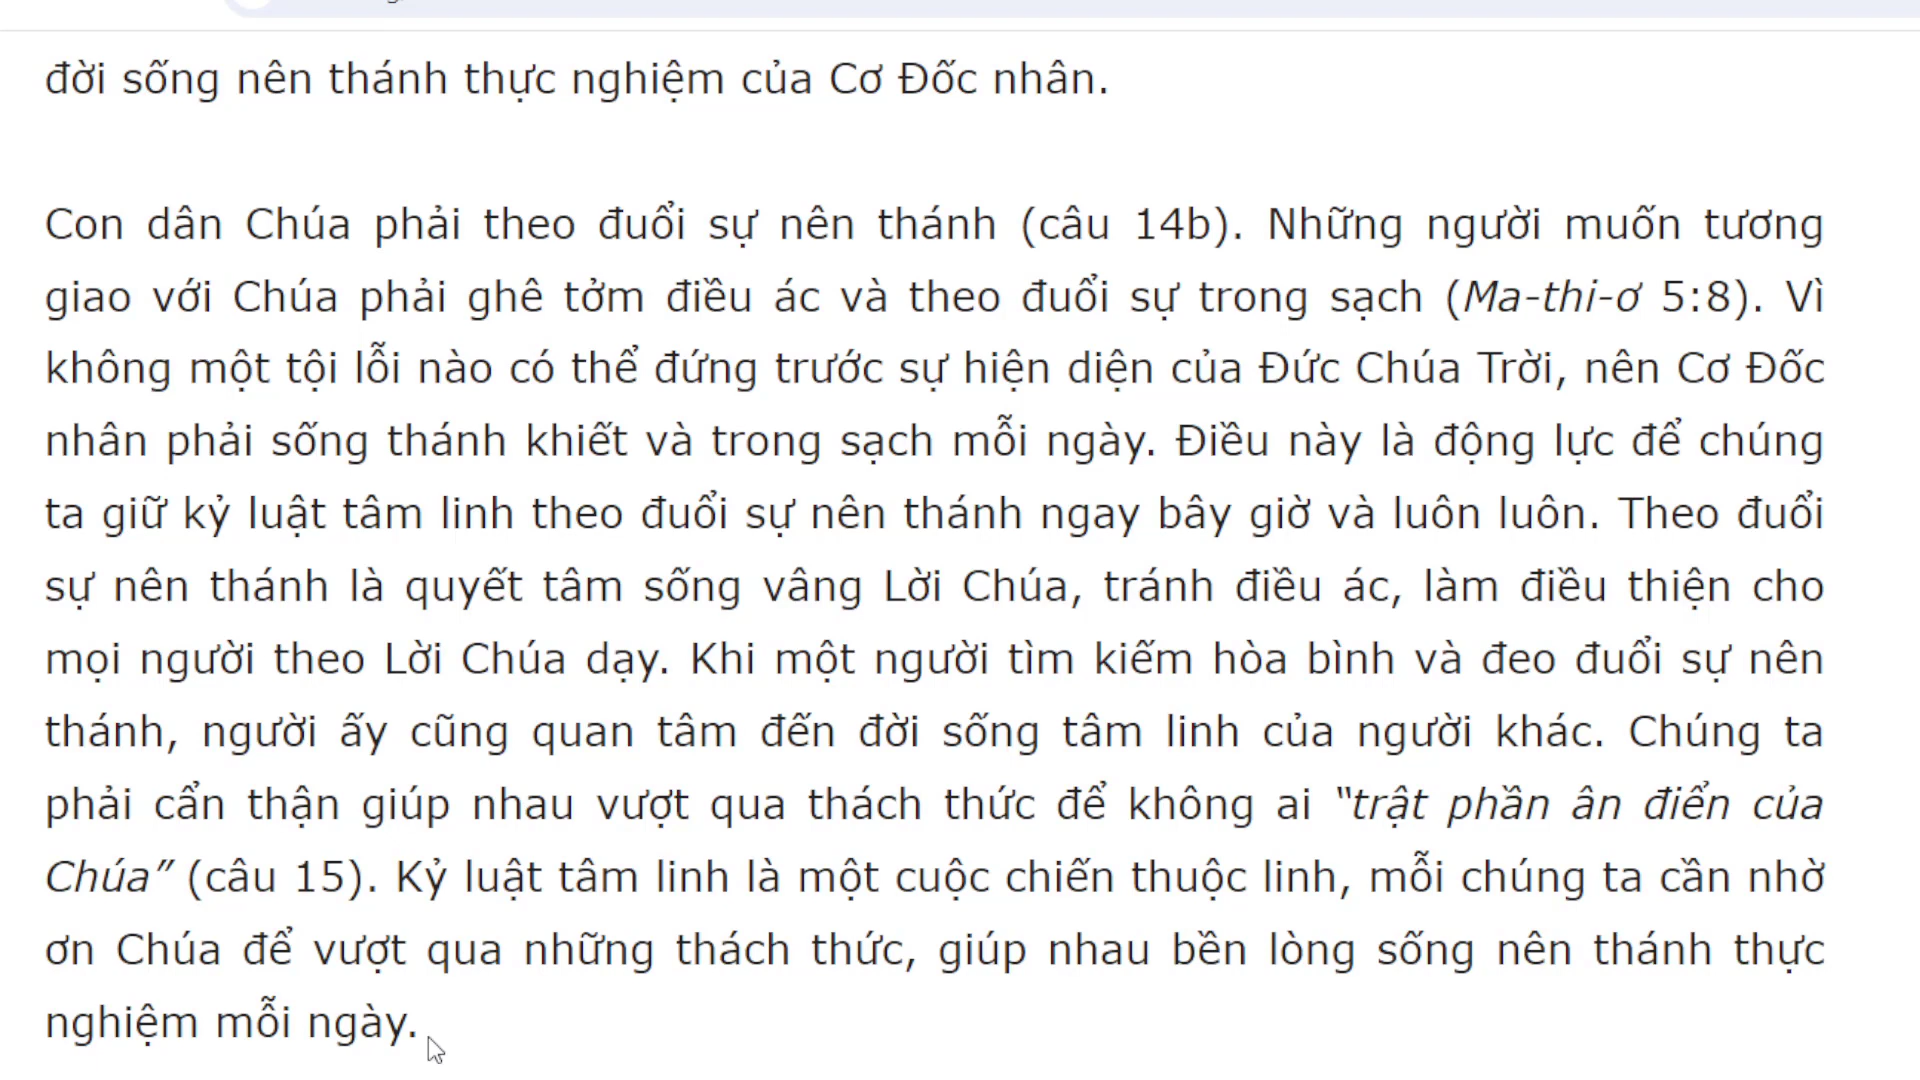 đời sống nên thánh thực nghiệm của Cơ Đốc nhân.
Con dân Chúa phải theo đuổi sự nên thánh (câu 14b). Những người muốn tương
giao với Chúa phải ghê tởm điều ác và theo đuổi sự trong sạch (Ma-thi-ơ 5:8). Vì
không một tội lỗi nào có thể đứng trước sự hiện diện của Đức Chúa Trời, nên Cơ Đốc
nhân phải sống thánh khiết và trong sạch mỗi ngày. Điều này là động lực để chúng
ta giữ kỷ luật tâm linh theo đuổi sự nên thánh ngay bây giờ và luôn luôn. Theo đuổi
sự nên thánh là quyết tâm sống vâng Lời Chúa, tránh điều ác, làm điều thiện cho
mọi người theo Lời Chúa dạy. Khi một người tìm kiếm hòa bình và đeo đuổi sự nên
thánh, người ấy cũng quan tâm đến đời sống tâm linh của người khác. Chúng ta
phải cẩn thận giúp nhau vượt qua thách thức để không ai “trật phần ân điển của
Chúa” (câu 15). Kỷ luật tâm linh là một cuộc chiến thuộc linh, mỗi chúng ta cần nhờ
ơn Chúa để vượt qua những thách thức, giúp nhau bền lòng sống nên thánh thực
nghiệm mỗi ngày.